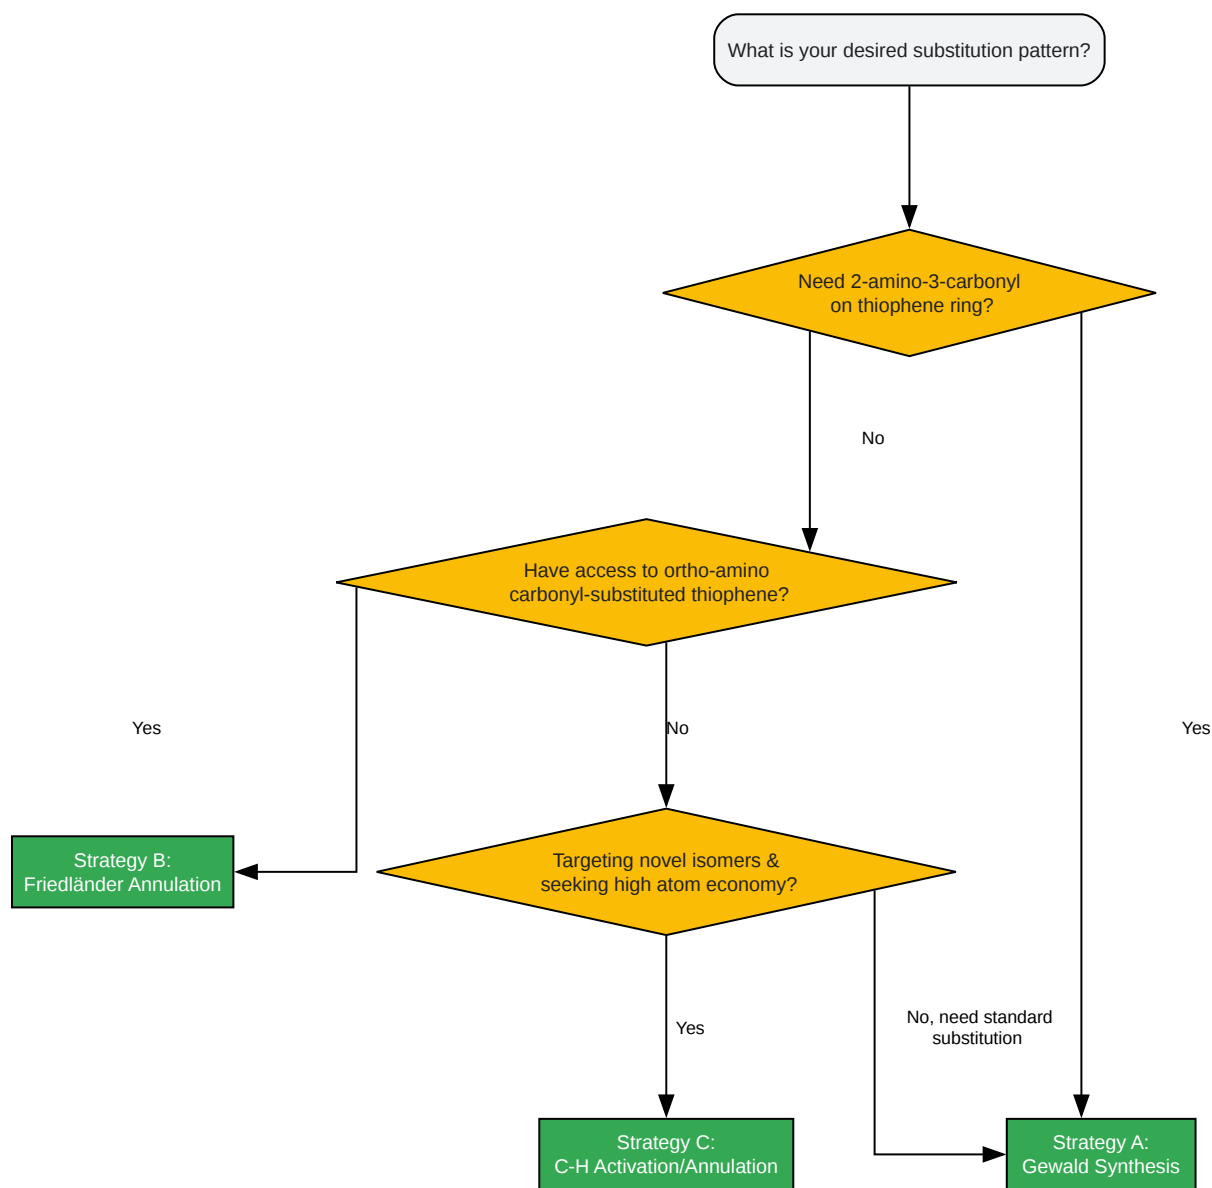 What is your desired substitution pattern?
Need 2-amino-3-carbonyl
on thiophene ring?
No
Have access to ortho-amino
carbonyl-substituted thiophene?
Yes
No
Yes
Targeting novel isomers &
seeking high atom economy?
Strategy B:
Friedländer Annulation
No, need standard
substitution
Yes
Strategy C:
C-H Activation/Annulation
Strategy A:
Gewald Synthesis